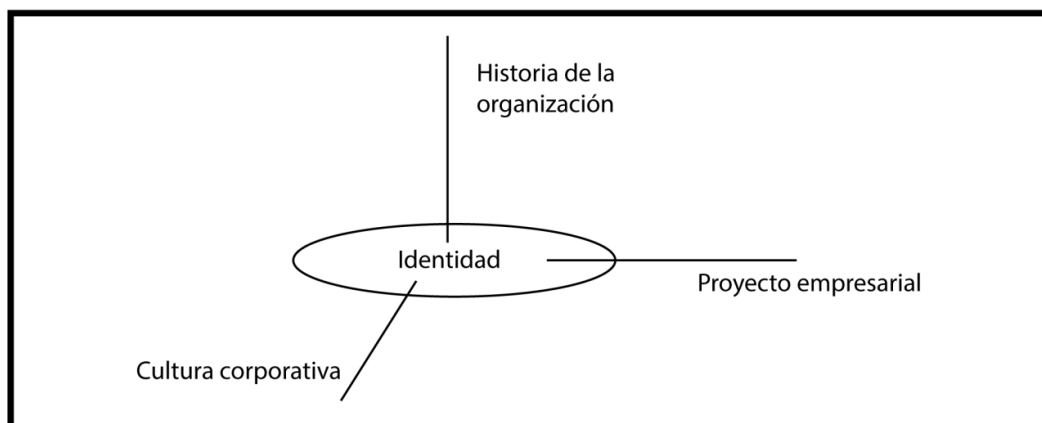 Historia de la
organización
Identidad
Proyecto empresarial
Cultura corporativa